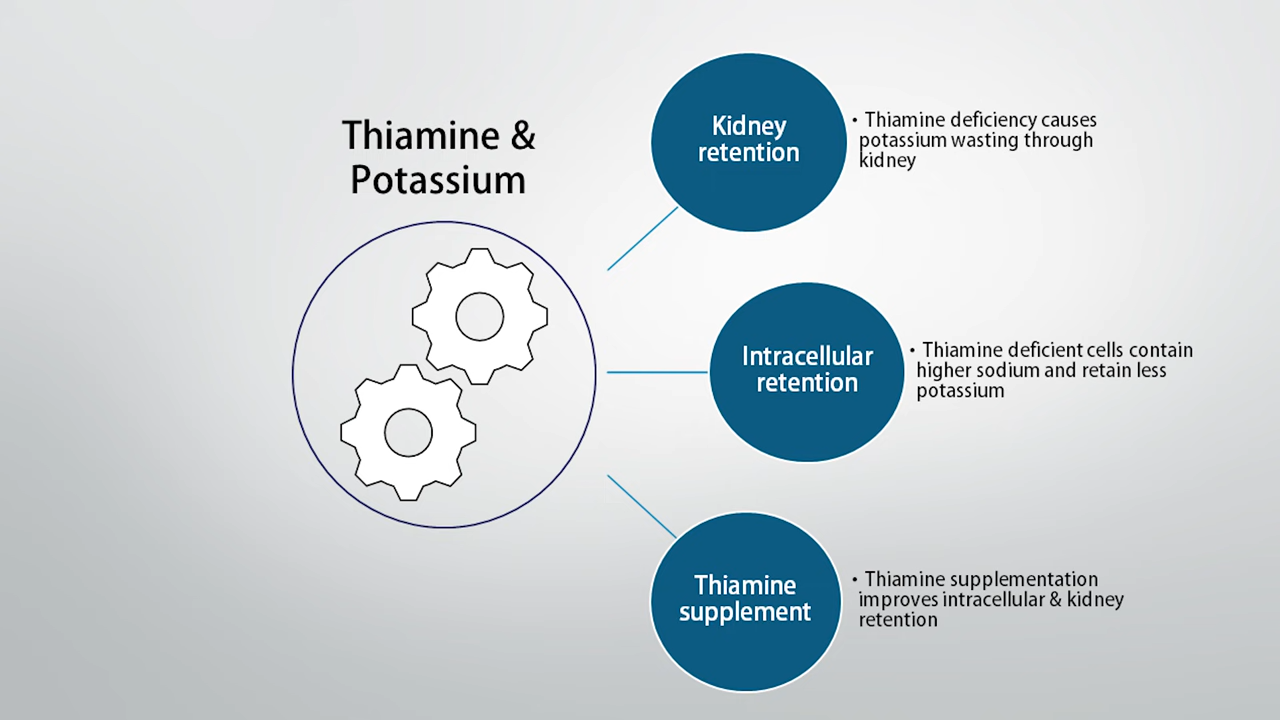 Thiamine &
Potassium
Kidney
retention
• Thiamine deficiency causes
potassium wasting through
kidney
Intracellular
retention
• Thiamine deficient cells contain
higher sodium and retain less
potassium
Thiamine
supplement
• Thiamine supplementation
improves intracellular & kidney
retention